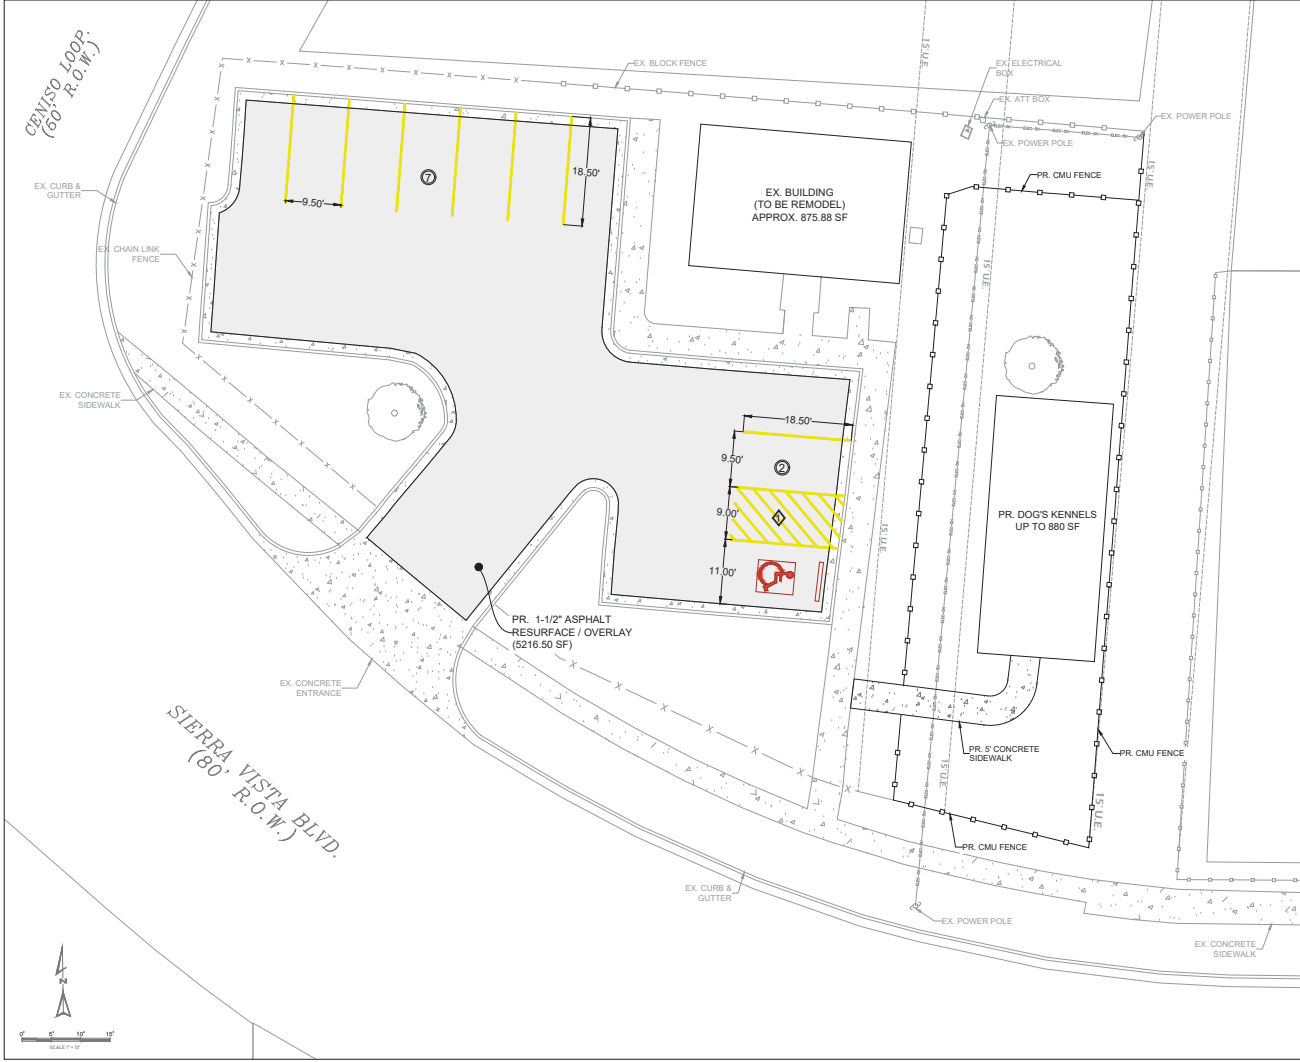 CENISO LOOP.
(60' R.O.W.)
EX. BLOCK FENCE
15'U.E.
EX. ELECTRICAL
BOX
EX. ATT BOX
EX. POWER POLE
EX. POWER POLE
PR. CMU FENCE
15'U.E.
EX. CURB &
GUTTER
7
18.50'
9.50'
EX. BUILDING
(TO BE REMODEL)
APPROX. 875.88 SF
EX. CHAIN LINK
FENCE
15'U.E.
EX. CONCRETE
SIDEWALK
18.50'
9.50'
2
9.00'
1
11.00'
15'U.E.
PR. DOG'S KENNELS
UP TO 880 SF
PR. 1-1/2" ASPHALT
RESURFACE / OVERLAY
(5216.50 SF)
EX. CONCRETE
ENTRANCE
SIERRA VISTA BLVD.
(80' R.O.W.)
PR. 5' CONCRETE
SIDEWALK
PR. CMU FENCE
15'U.E.
15'U.E.
PR. CMU FENCE
EX. CURB &
GUTTER
EX. POWER POLE
EX. CONCRETE
SIDEWALK
N
0' 5' 10' 15'
SCALE 1" = 10'